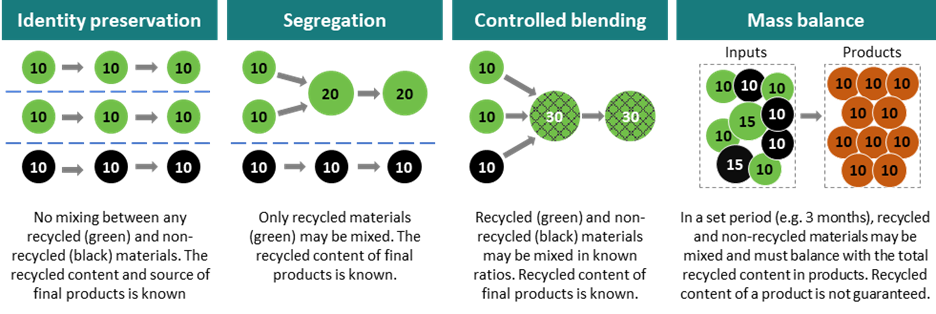 Identity preservation
10 10 10
10 10 10
10 10 10
No mixing between any
recycled (green) and non-
recycled (black) materials. The
recycled content and source of
final products is known
Segregation
10
20 20
10
10 10 10
Only recycled materials
(green) may be mixed. The
recycled content of final
products is known.
Controlled blending
10
10 30 30
10
Recycled (green) and non-
recycled (black) materials
may be mixed in known
ratios. Recycled content of
final products is known.
Mass balance
Inputs Products
10 10 10
15 10
10 10
15 10
10 10 10
10 10
10 10 10
10 10
In a set period (e.g. 3 months), recycled
and non-recycled materials may be
mixed and must balance with the total
recycled content in products. Recycled
content of a product is not guaranteed.